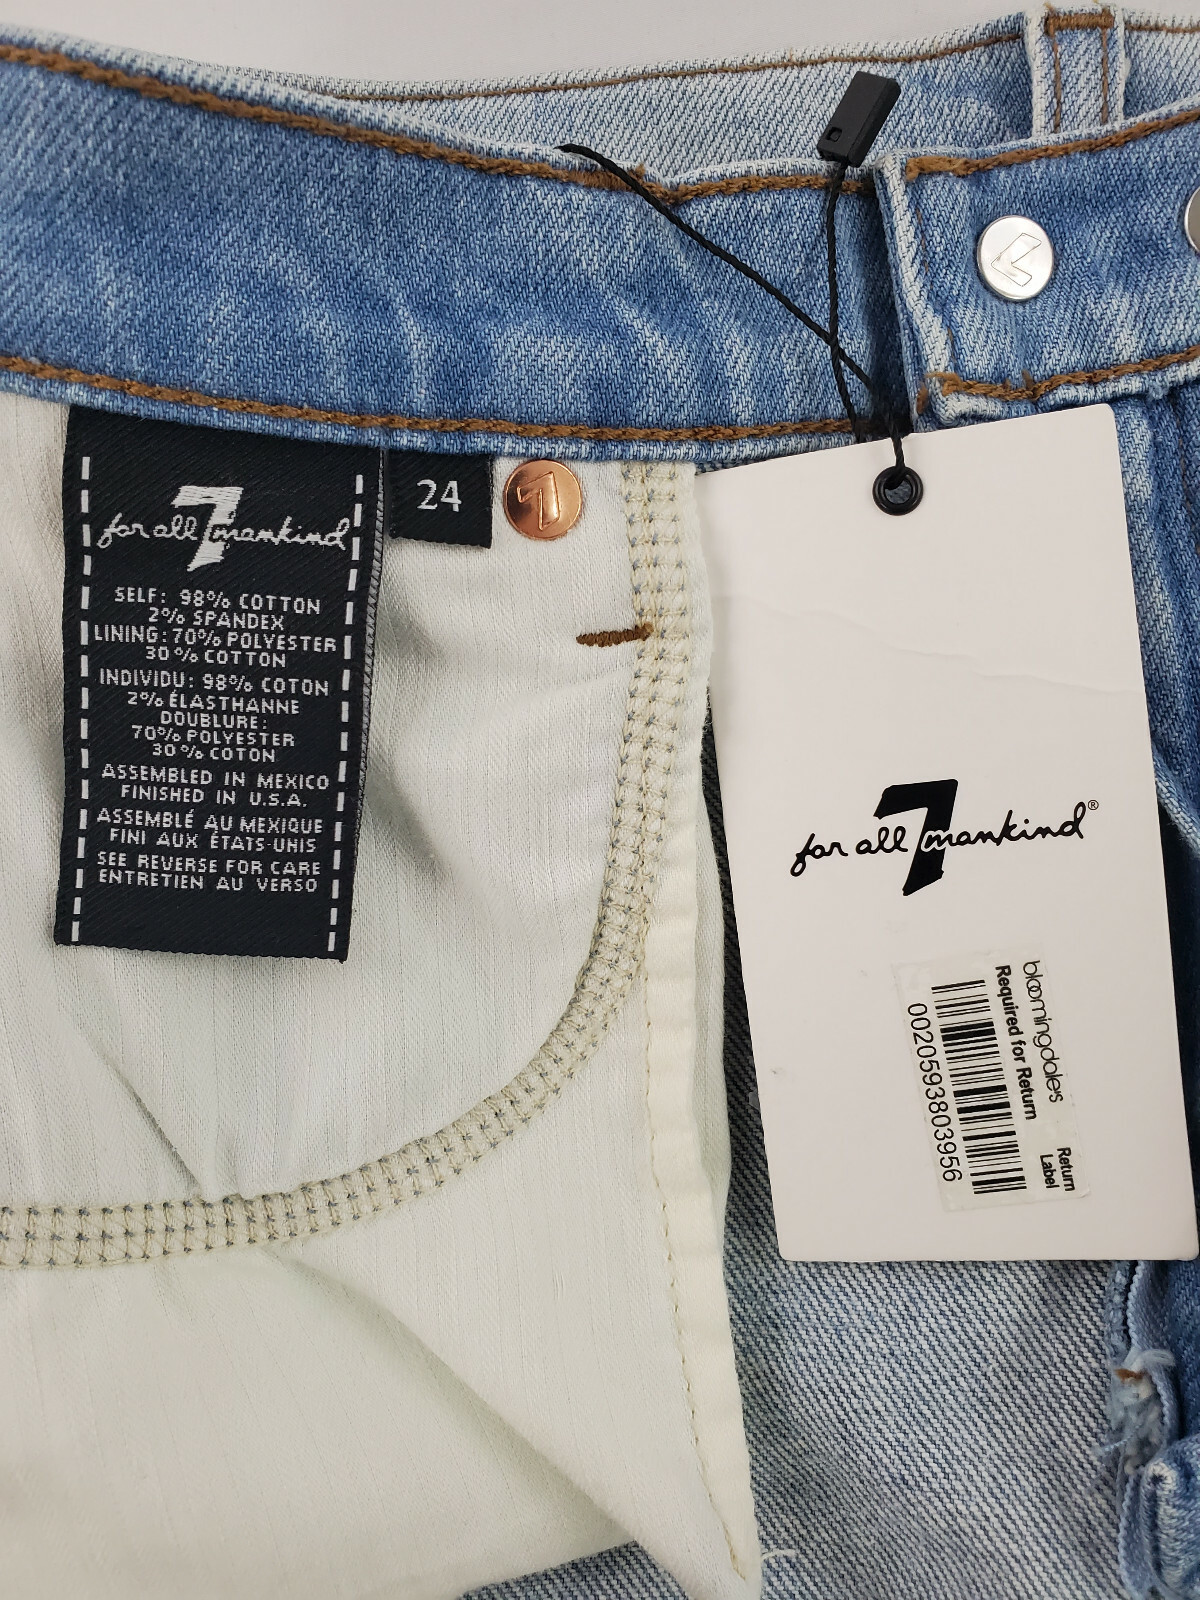 for all 7 mankind
SELF: 98% COTTON
2% SPANDEX
LINING: 70% POLYESTER
30% COTTON
INDIVIDU: 98% COTON
2% ÉLASTHANNE
DOUBLURE:
70% POLYESTER
30% COTON
ASSEMBLED IN MEXICO
FINISHED IN U.S.A.
ASSEMBLÉ AU MEXIQUE
FINI AUX ÉTATS-UNIS
SEE REVERSE FOR CARE
ENTRETIEN AU VERSO
24
7
for all 7 mankind®
bloomingdale's
Required for Return
Return
Label
0020593803956